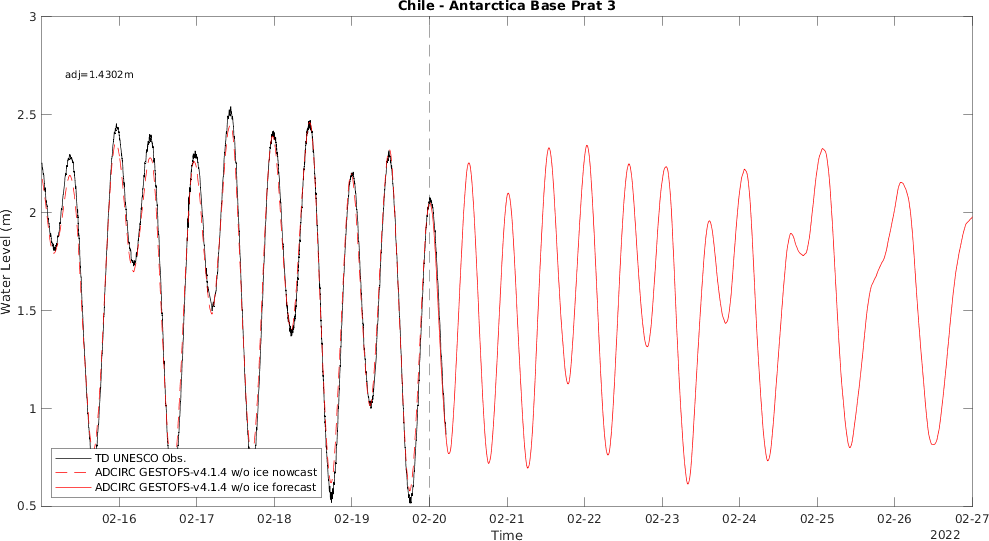 Chile - Antarctica Base Prat 3
adj=1.4302m
3
2.5
2
1.5
1
0.5
Water Level (m)
TD UNESCO Obs.
ADCIRC GESTOFS-v4.1.4 w/o ice nowcast
ADCIRC GESTOFS-v4.1.4 w/o ice forecast
02-16 02-17 02-18 02-19 02-20 02-21 02-22 02-23 02-24 02-25 02-26 02-27
Time
2022